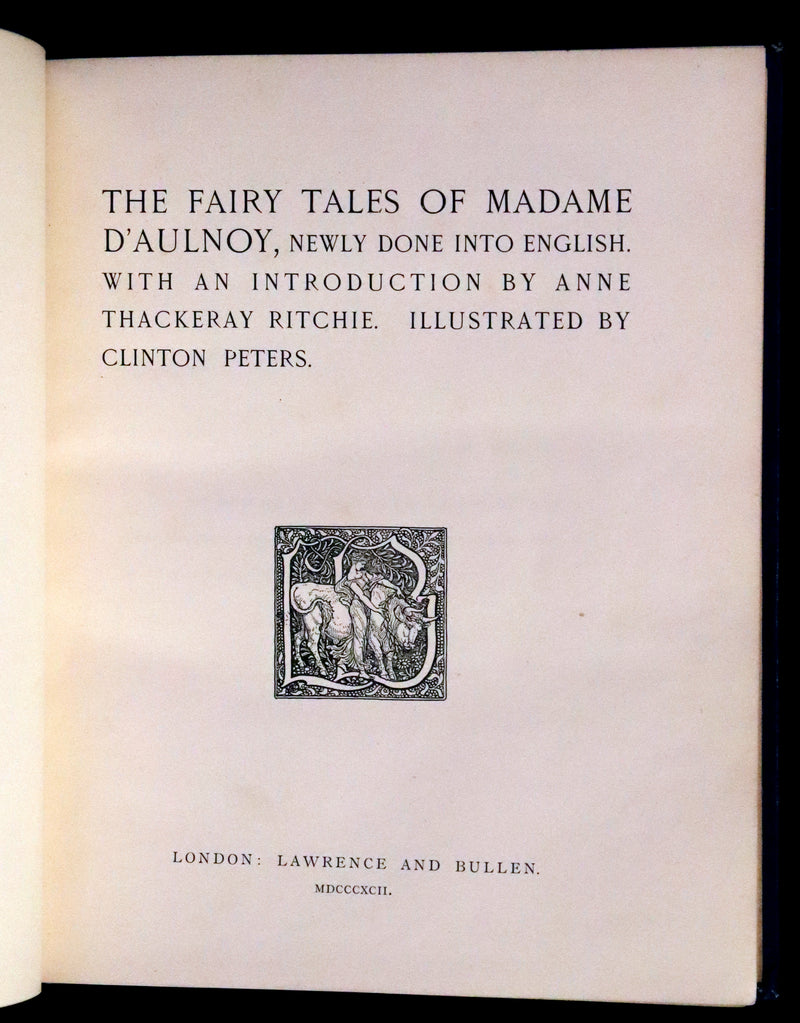 THE FAIRY TALES OF MADAME
D'AULNOY, NEWLY DONE INTO ENGLISH.
WITH AN INTRODUCTION BY ANNE
THACKERAY RITCHIE. ILLUSTRATED BY
CLINTON PETERS.
LONDON: LAWRENCE AND BULLEN.
MDCCCXCII.